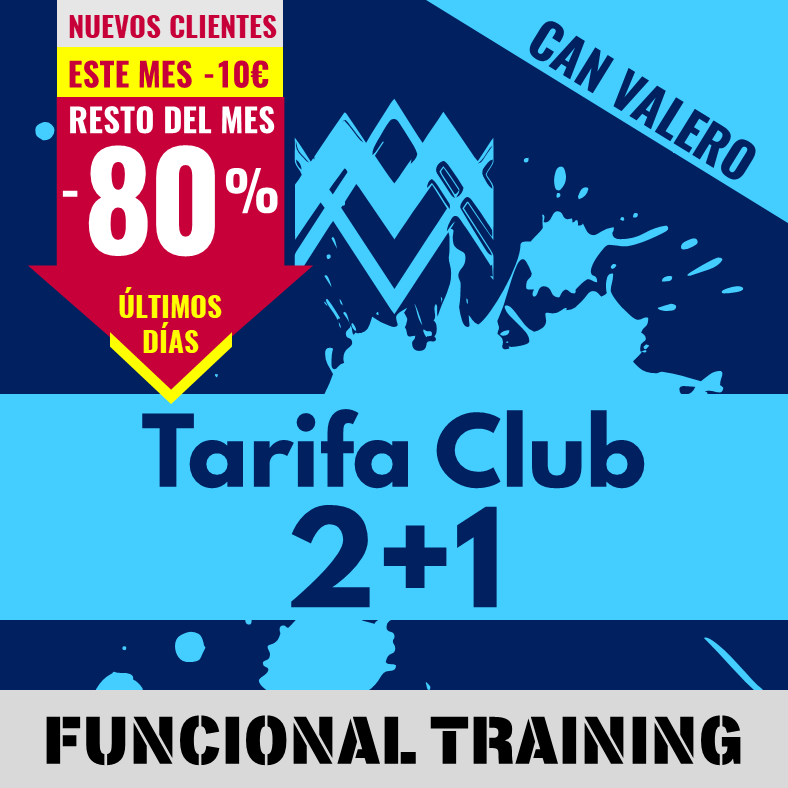 NUEVOS CLIENTES
ESTE MES -10€
RESTO DEL MES
-80%
ÚLTIMOS
DÍAS
CAN VALERO
Tarifa Club
2+1
FUNCIONAL TRAINING